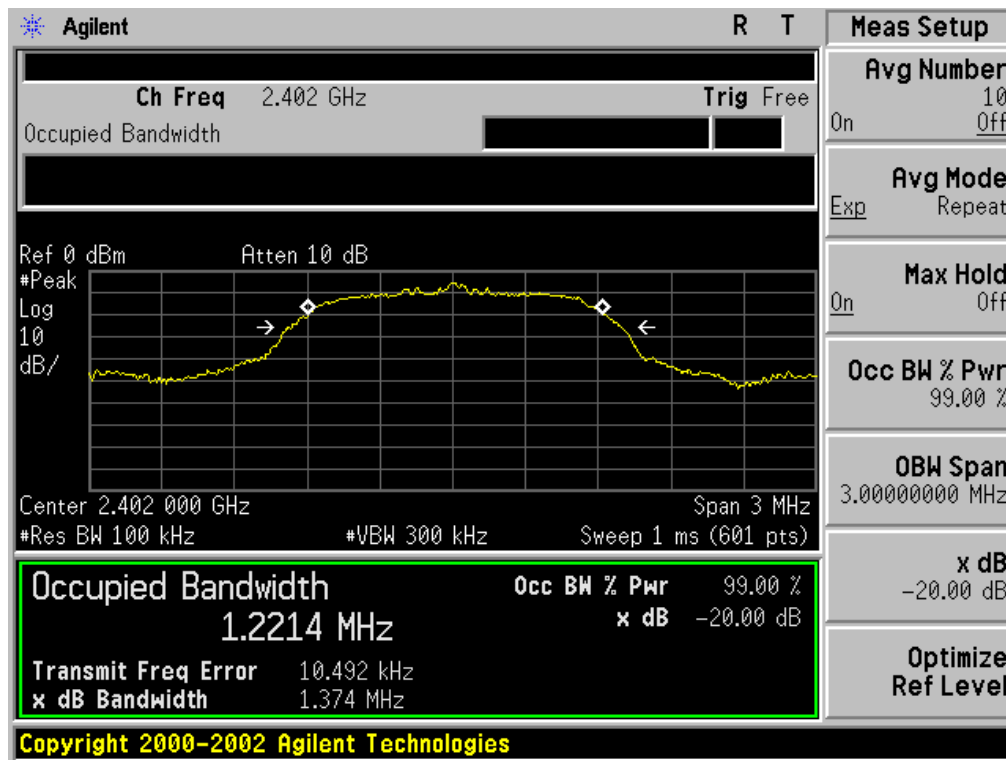 Agilent R T
Ch Freq 2.402 GHz Trig Free
Occupied Bandwidth
Ref 0 dBm Atten 10 dB
#Peak
Log
10
dB/
Center 2.402 000 GHz Span 3 MHz
#Res BW 100 kHz #VBW 300 kHz Sweep 1 ms (601 pts)
Occupied Bandwidth Occ BW % Pwr 99.00 %
1.2214 MHz x dB -20.00 dB
Transmit Freq Error 10.492 kHz
x dB Bandwidth 1.374 MHz
Copyright 2000-2002 Agilent Technologies
Meas Setup
Avg Number
10
On Off
Avg Mode
Exp Repeat
Max Hold
On Off
Occ BW % Pwr
99.00 %
OBW Span
3.00000000 MHz
x dB
-20.00 dB
Optimize
Ref Level